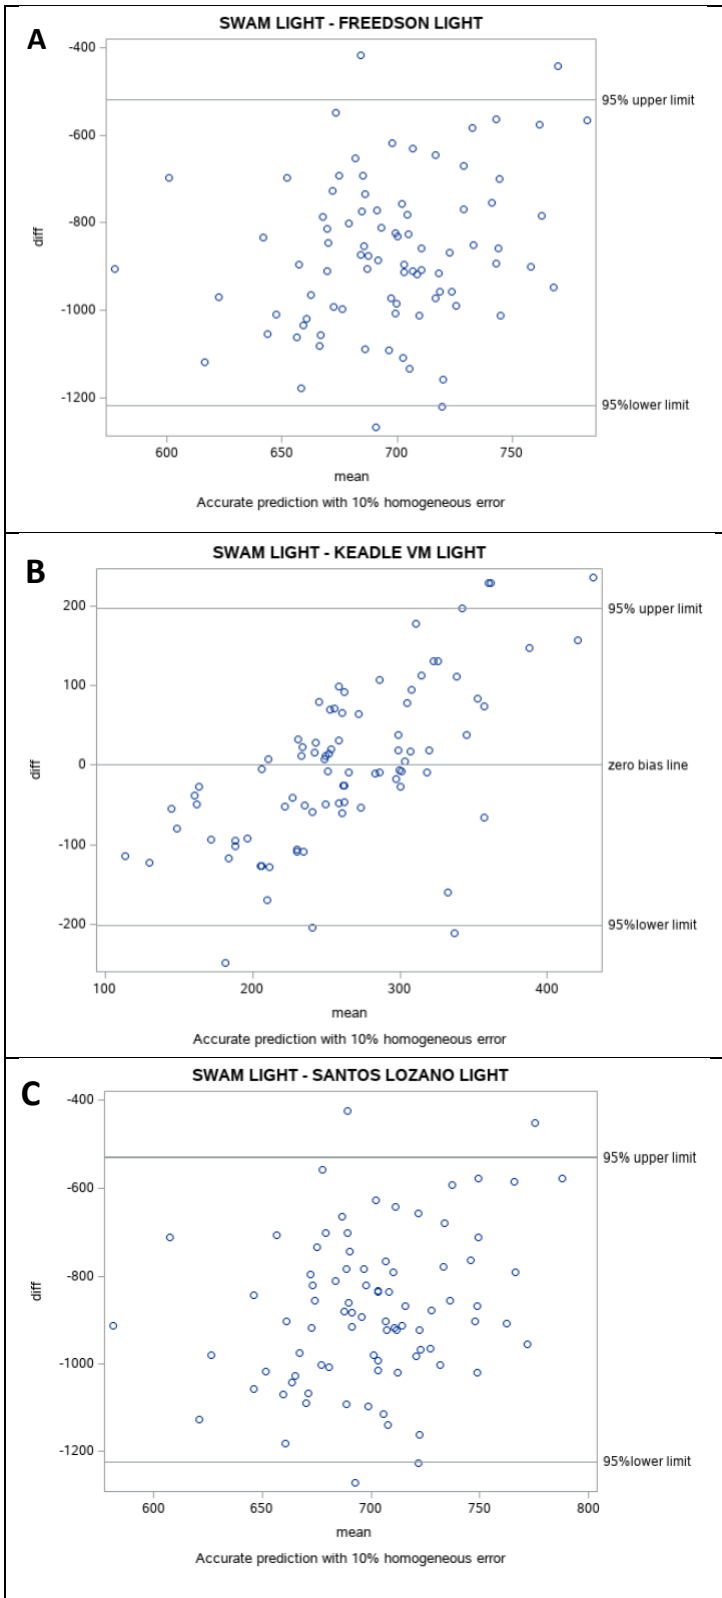 A
SWAM LIGHT - FREEDSON LIGHT
-400
95% upper limit
-600
-800
diff
-1000
-1200
95%lower limit
600 650 700 750
mean
Accurate prediction with 10% homogeneous error
B
SWAM LIGHT - KEADLE VM LIGHT
200
95% upper limit
100
0
zero bias line
diff
-100
-200
95%lower limit
100 200 300 400
mean
Accurate prediction with 10% homogeneous error
C
SWAM LIGHT - SANTOS LOZANO LIGHT
-400
95% upper limit
-600
-800
diff
-1000
-1200
95%lower limit
600 650 700 750 800
mean
Accurate prediction with 10% homogeneous error